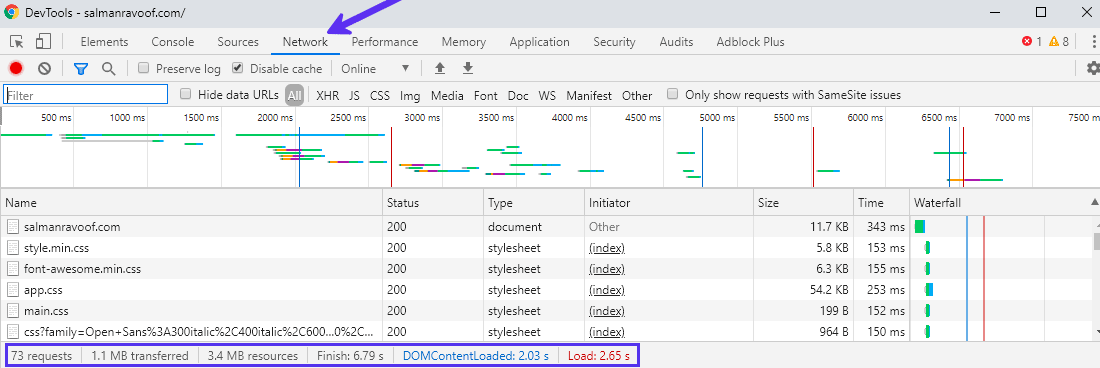 DevTools - salmanravoof.com/
Elements Console Sources Network Performance Memory Application Security Audits Adblock Plus 1 8
Preserve log Disable cache Online
Filter Hide data URLs All XHR JS CSS Img Media Font Doc WS Manifest Other Only show requests with SameSite issues
500 ms 1000 ms 1500 ms 2000 ms 2500 ms 3000 ms 3500 ms 4000 ms 4500 ms 5000 ms 5500 ms 6000 ms 6500 ms 7000 ms 7500 m
Name Status Type Initiator Size Time Waterfall
salmanravoof.com 200 document Other 11.7 KB 343 ms
style.min.css 200 stylesheet (index) 5.8 KB 153 ms
font-awesome.min.css 200 stylesheet (index) 6.3 KB 155 ms
app.css 200 stylesheet (index) 54.2 KB 253 ms
main.css 200 stylesheet (index) 199 B 152 ms
css?family=Open+Sans%3A300italic%2C400italic%2C600...0%2C... 200 stylesheet (index) 964 B 150 ms
73 requests 1.1 MB transferred 3.4 MB resources Finish: 6.79 s DOMContentLoaded: 2.03 s Load: 2.65 s